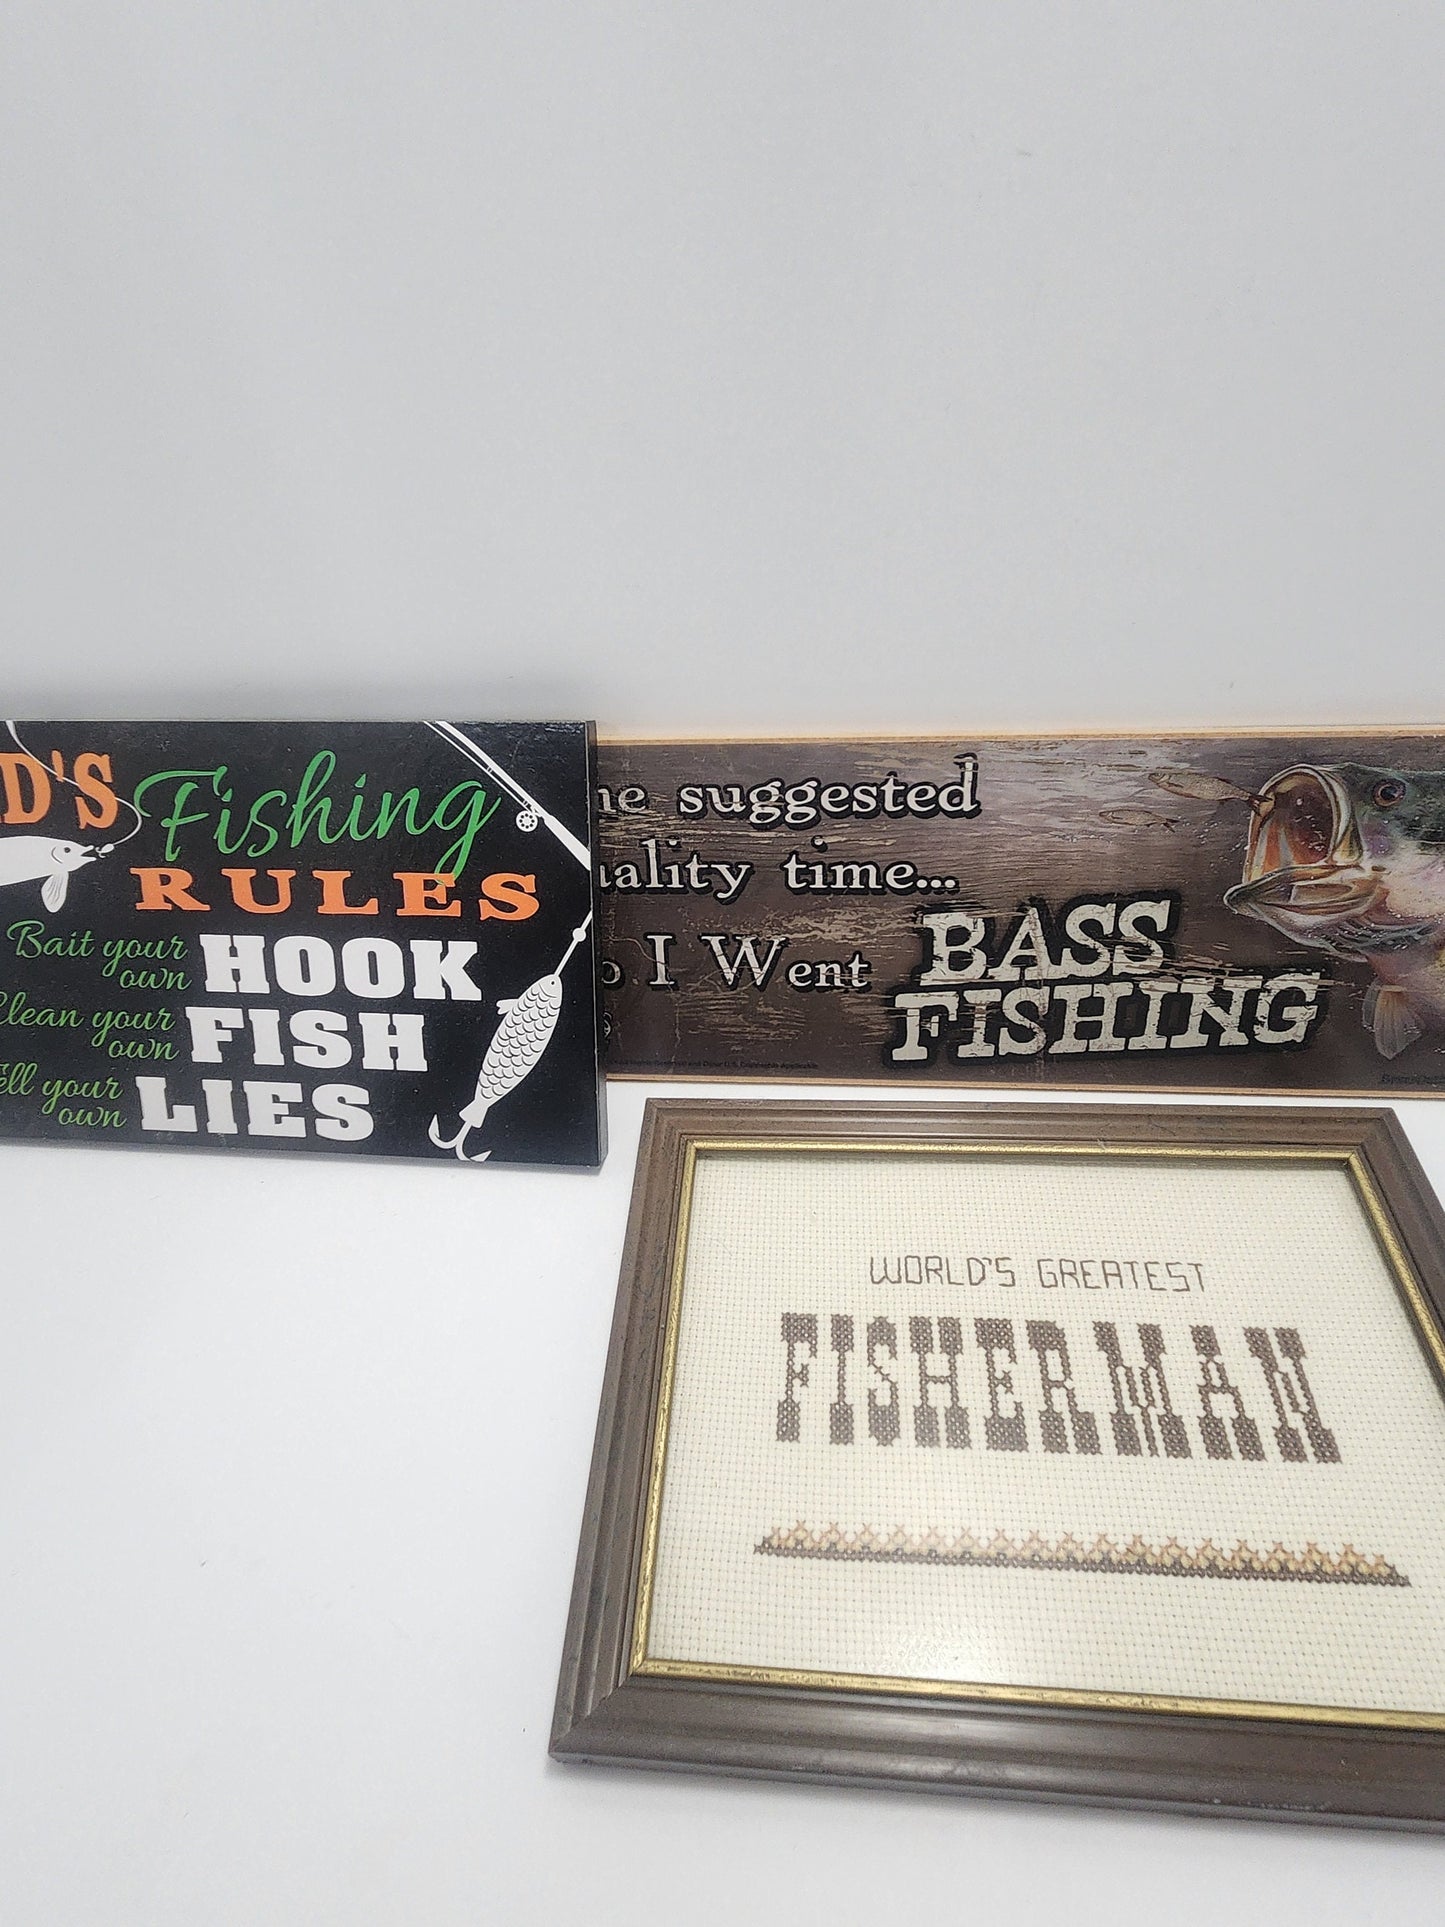 D'S Fishing
RULES
Bait your own HOOK
Clean your own FISH
ell your own LIES
he suggested
uality time...
o I Went BASS
FISHING
WORLD'S GREATEST
FISHERMAN